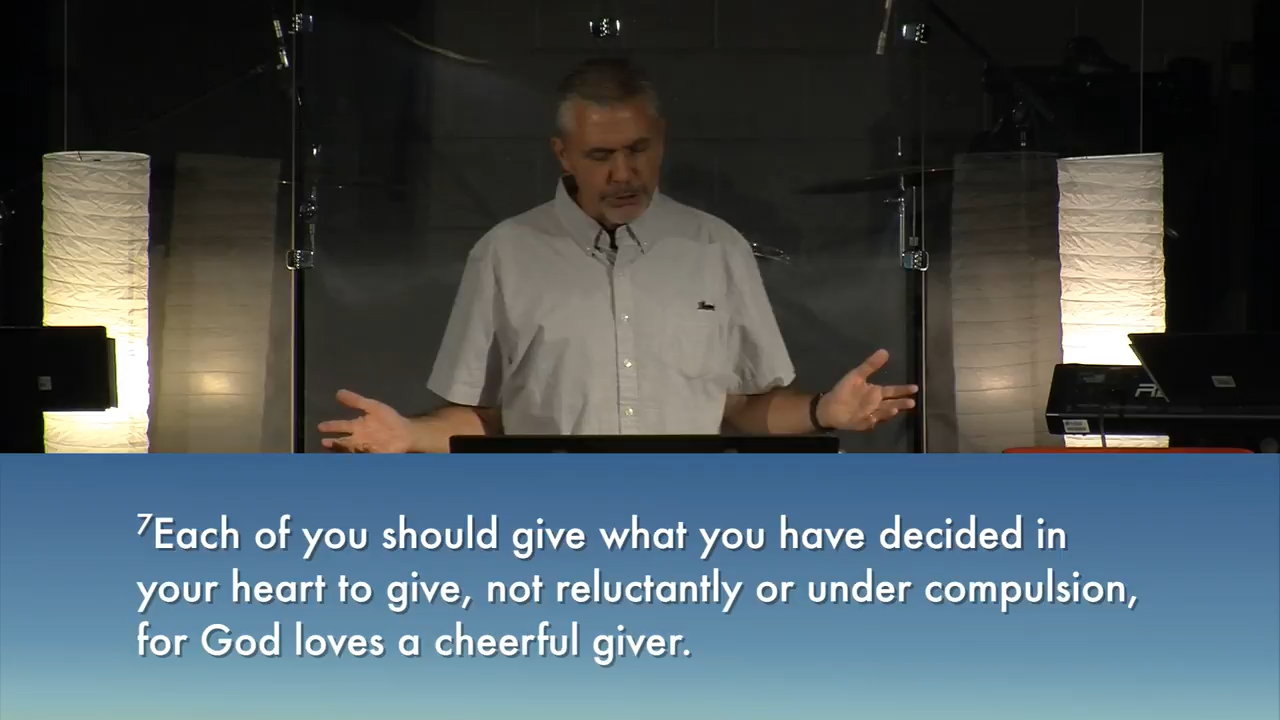 ⁷Each of you should give what you have decided in
your heart to give, not reluctantly or under compulsion,
for God loves a cheerful giver.